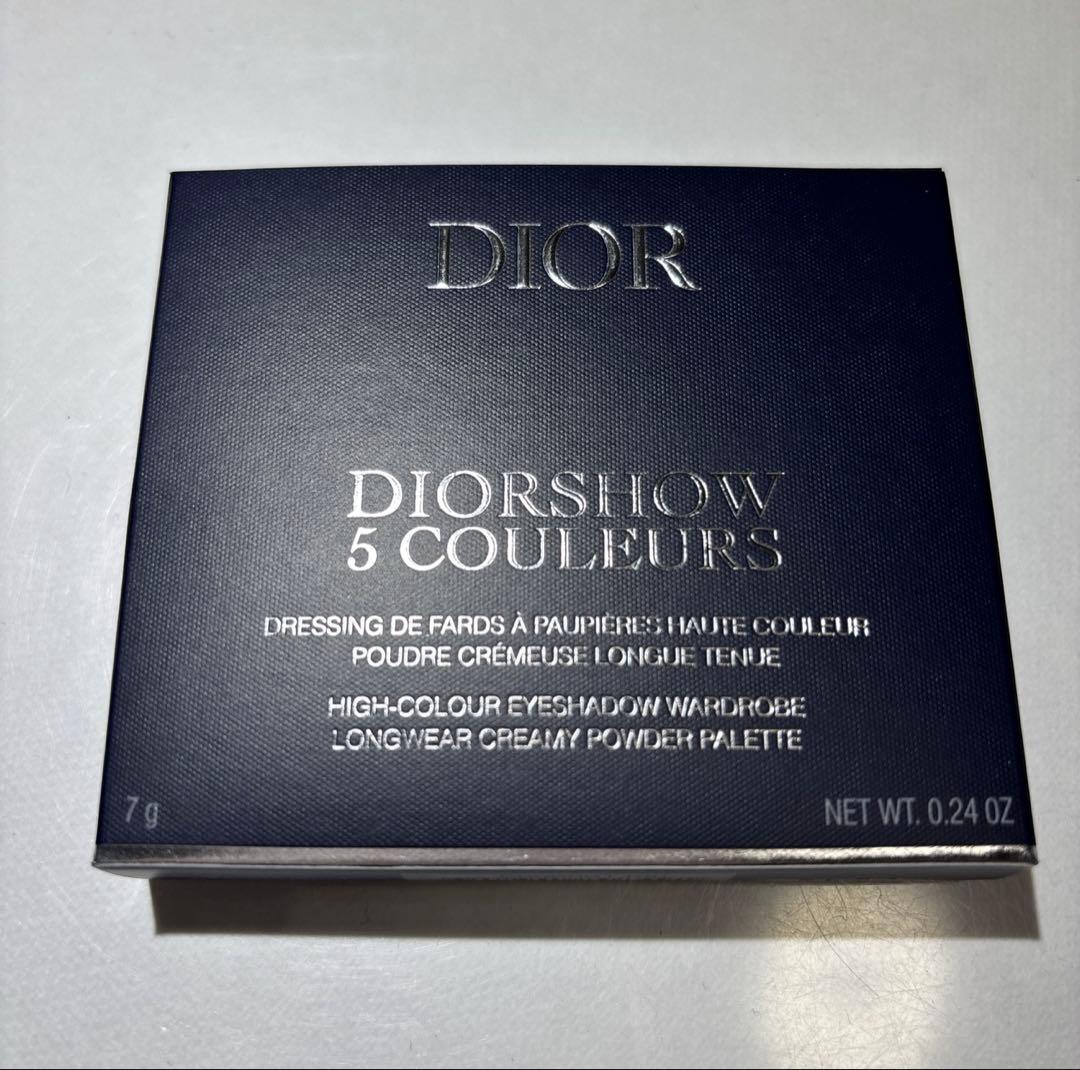 DIOR
DIORSHOW
5 COULEURS
DRESSING DE FARDS À PAUPIÈRES HAUTE COULEUR
POUDRE CRÉMEUSE LONGUE TENUE
HIGH-COLOUR EYESHADOW WARDROBE
LONGWEAR CREAMY POWDER PALETTE
7 g
NET WT. 0.24 OZ